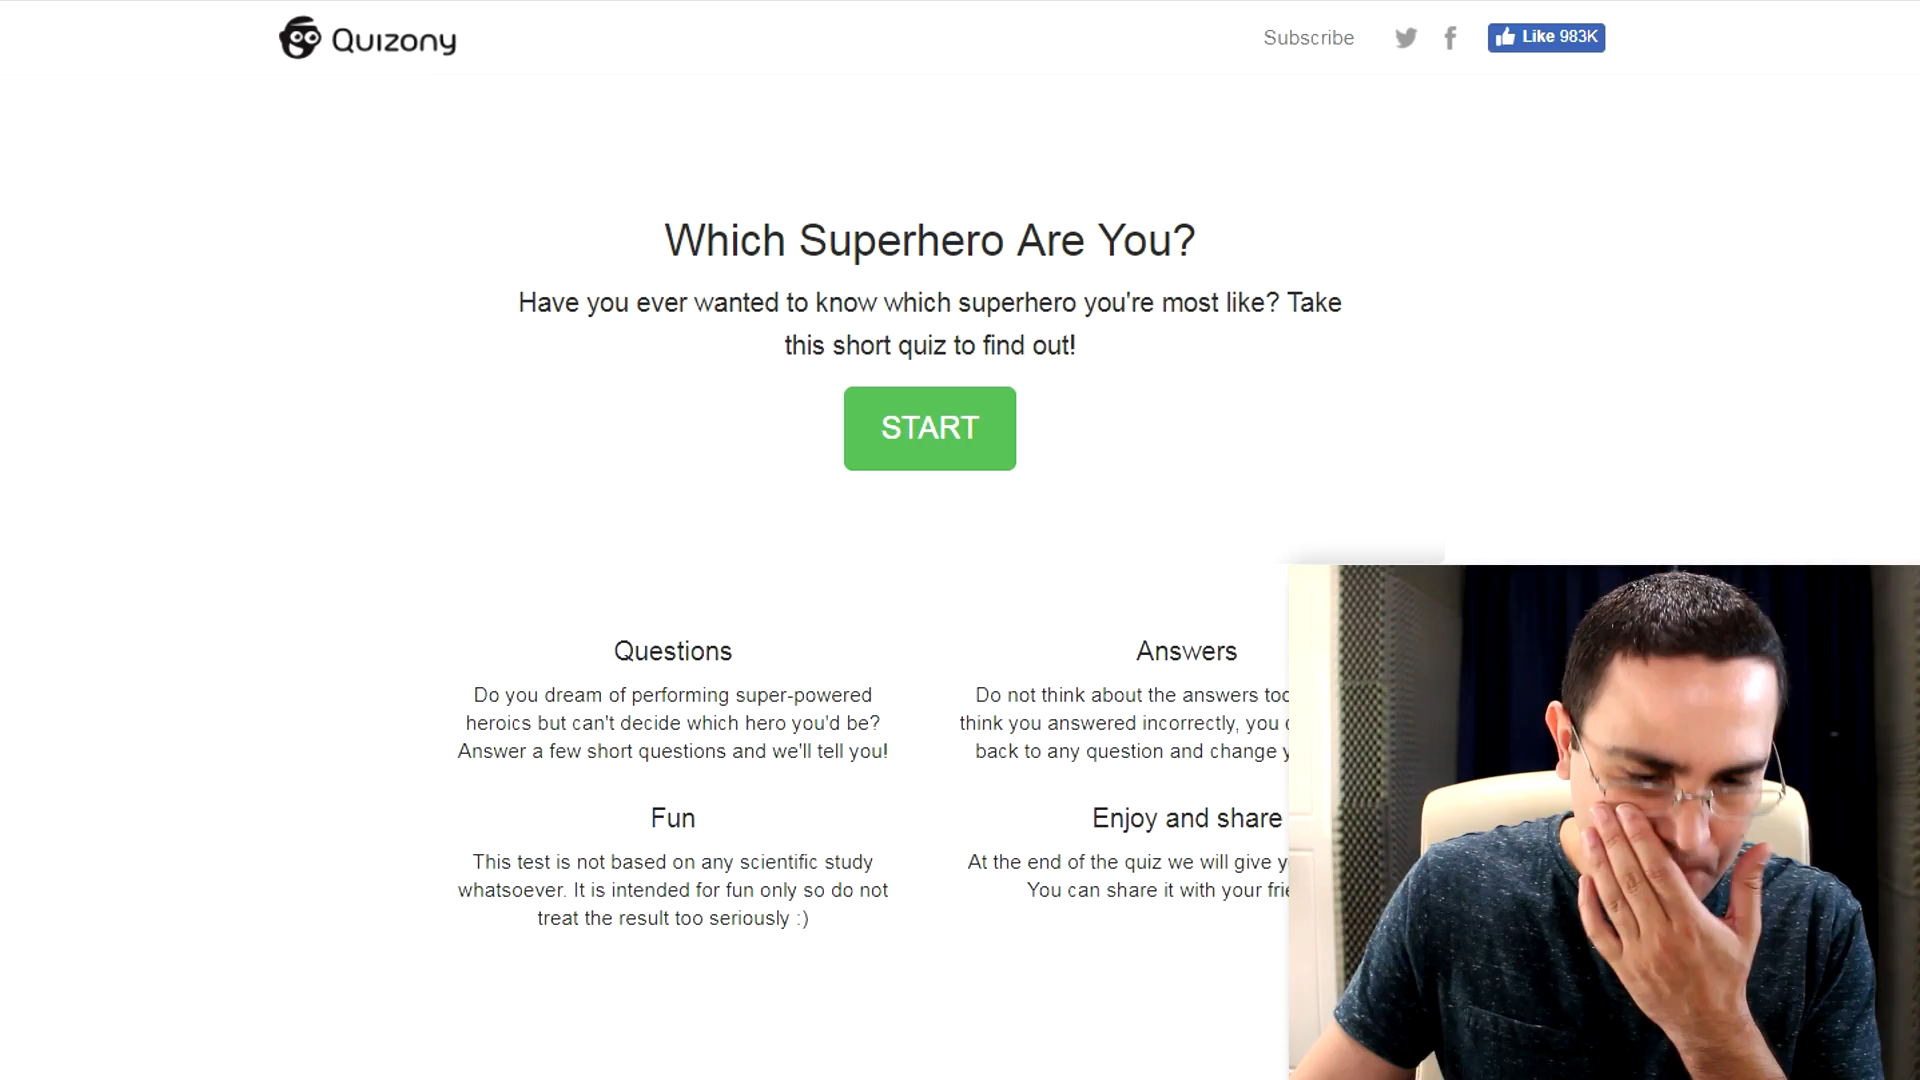 Quizony
Subscribe
Like 983K
Which Superhero Are You?
Have you ever wanted to know which superhero you're most like? Take
this short quiz to find out!
START
Questions
Do you dream of performing super-powered
heroics but can't decide which hero you'd be?
Answer a few short questions and we'll tell you!
Answers
Do not think about the answers
think you answered incorrectly, you
back to any question and change
Fun
This test is not based on any scientific study
whatsoever. It is intended for fun only so do not
treat the result too seriously :)
Enjoy and share
At the end of the quiz we will give
You can share it with your